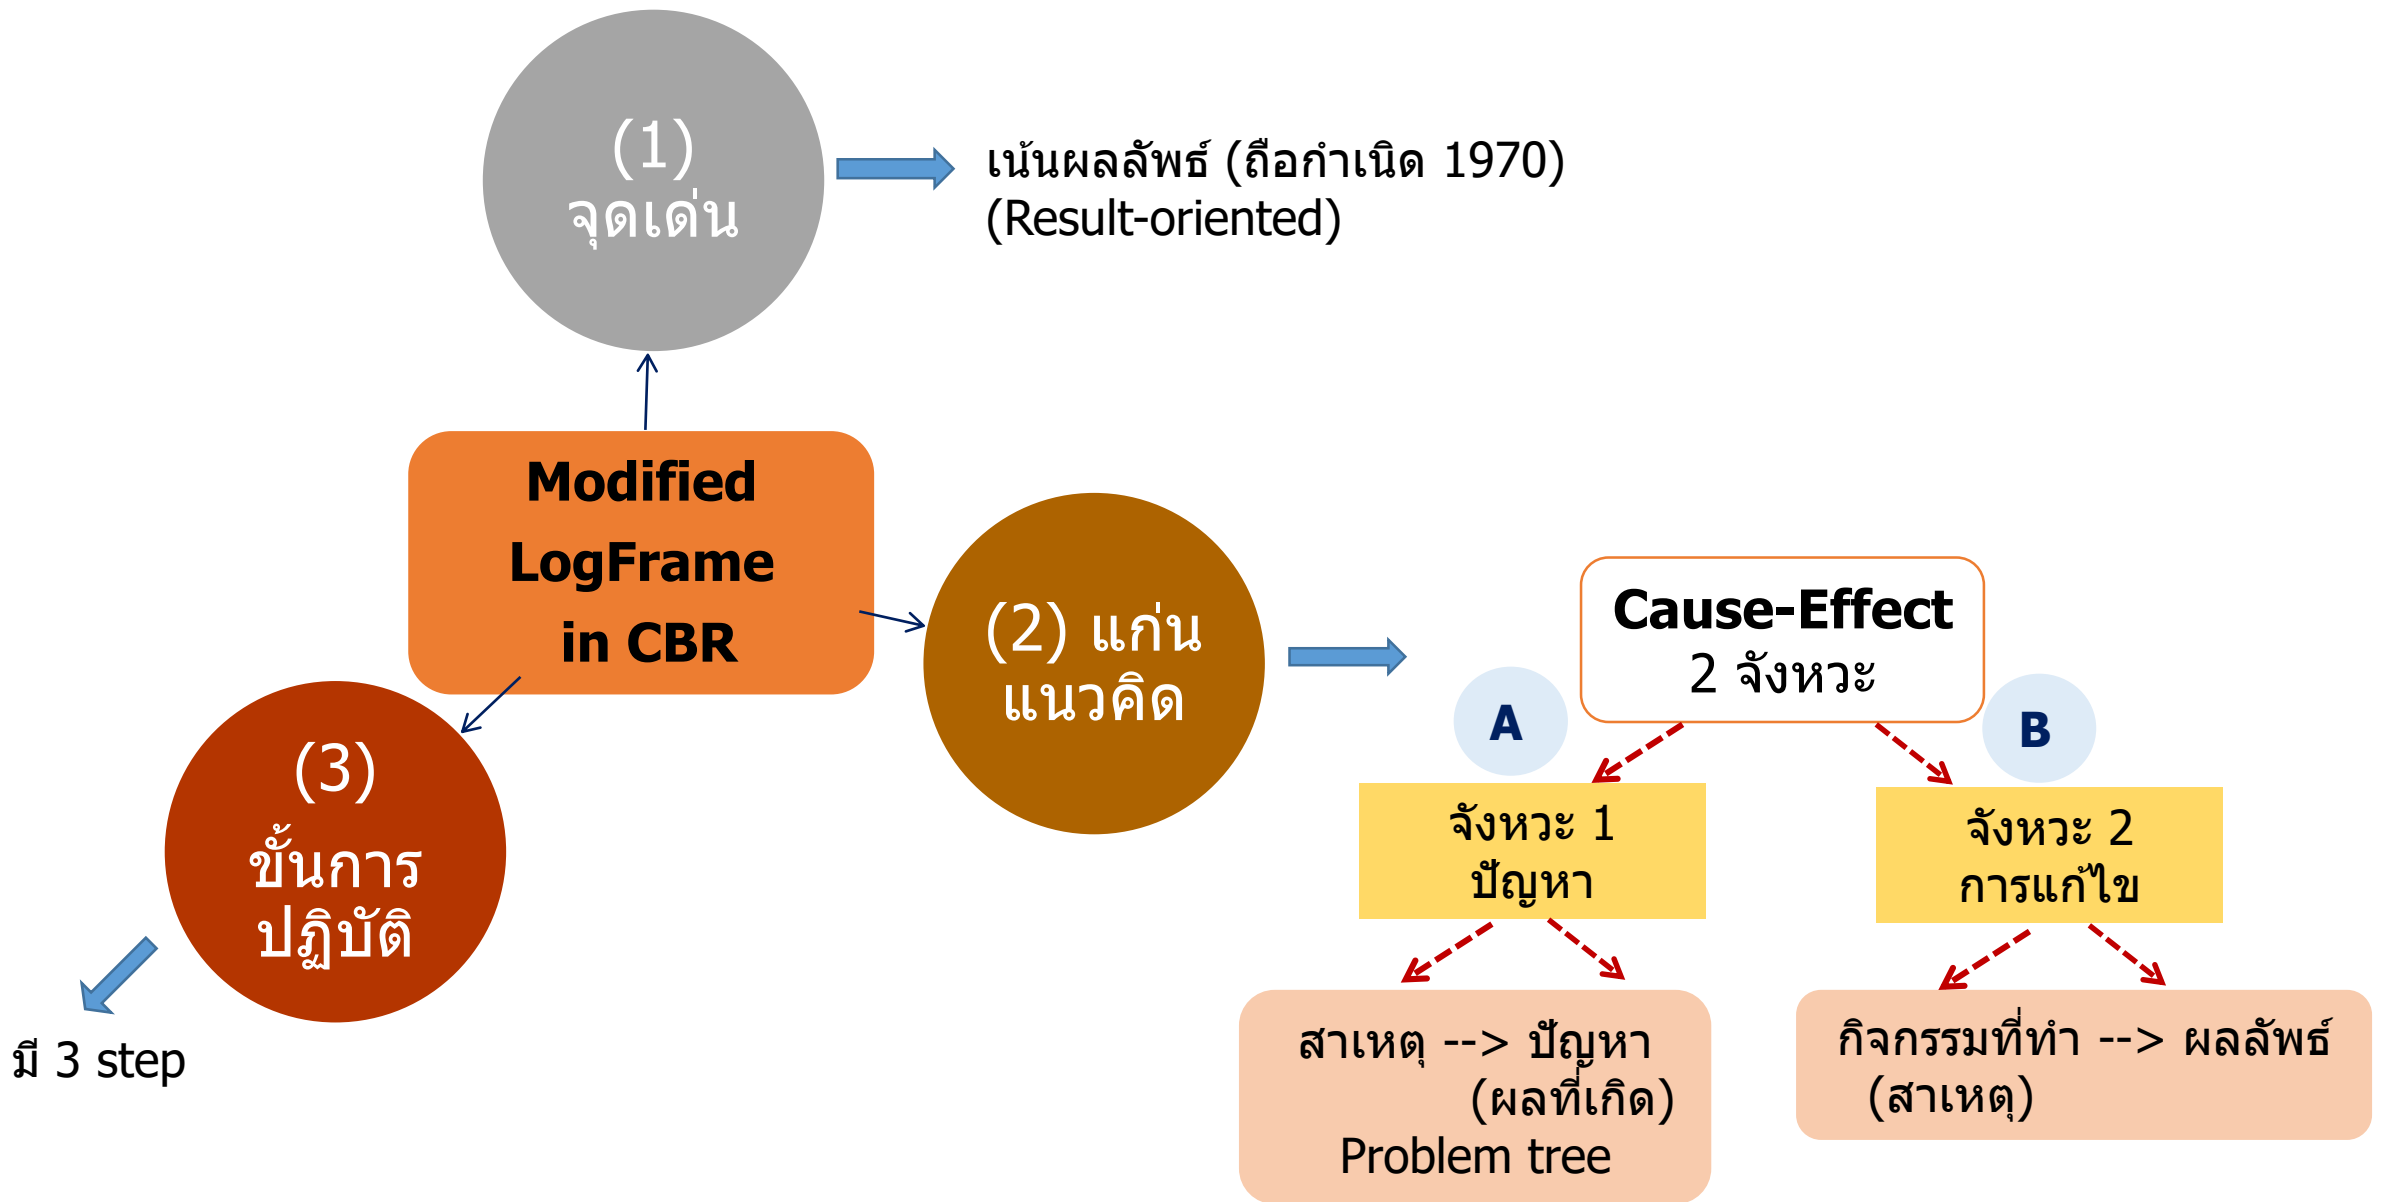 (1)
จุดเด่น
เน้นผลลัพธ์ (ถือกำเนิด 1970)
(Result-oriented)
Modified
LogFrame
in CBR
(2) แก่น
แนวคิด
Cause-Effect
2 จังหวะ
A
B
จังหวะ 1
ปัญหา
จังหวะ 2
การแก้ไข
สาเหตุ --> ปัญหา
(ผลที่เกิด)
Problem tree
กิจกรรมที่ทำ --> ผลลัพธ์
(สาเหตุ)
(3)
ขั้นการ
ปฏิบัติ
มี 3 step